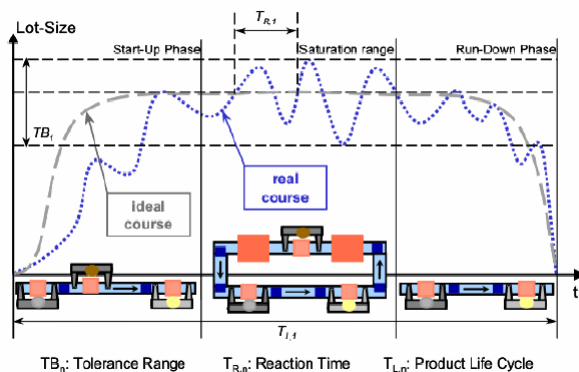 Lot-Size
T_R,1
Start-Up Phase
Saturation range
Run-Down Phase
TB_1
ideal
course
real
course
t
T_L,1
TB_n: Tolerance Range T_R,n: Reaction Time T_L,n: Product Life Cycle